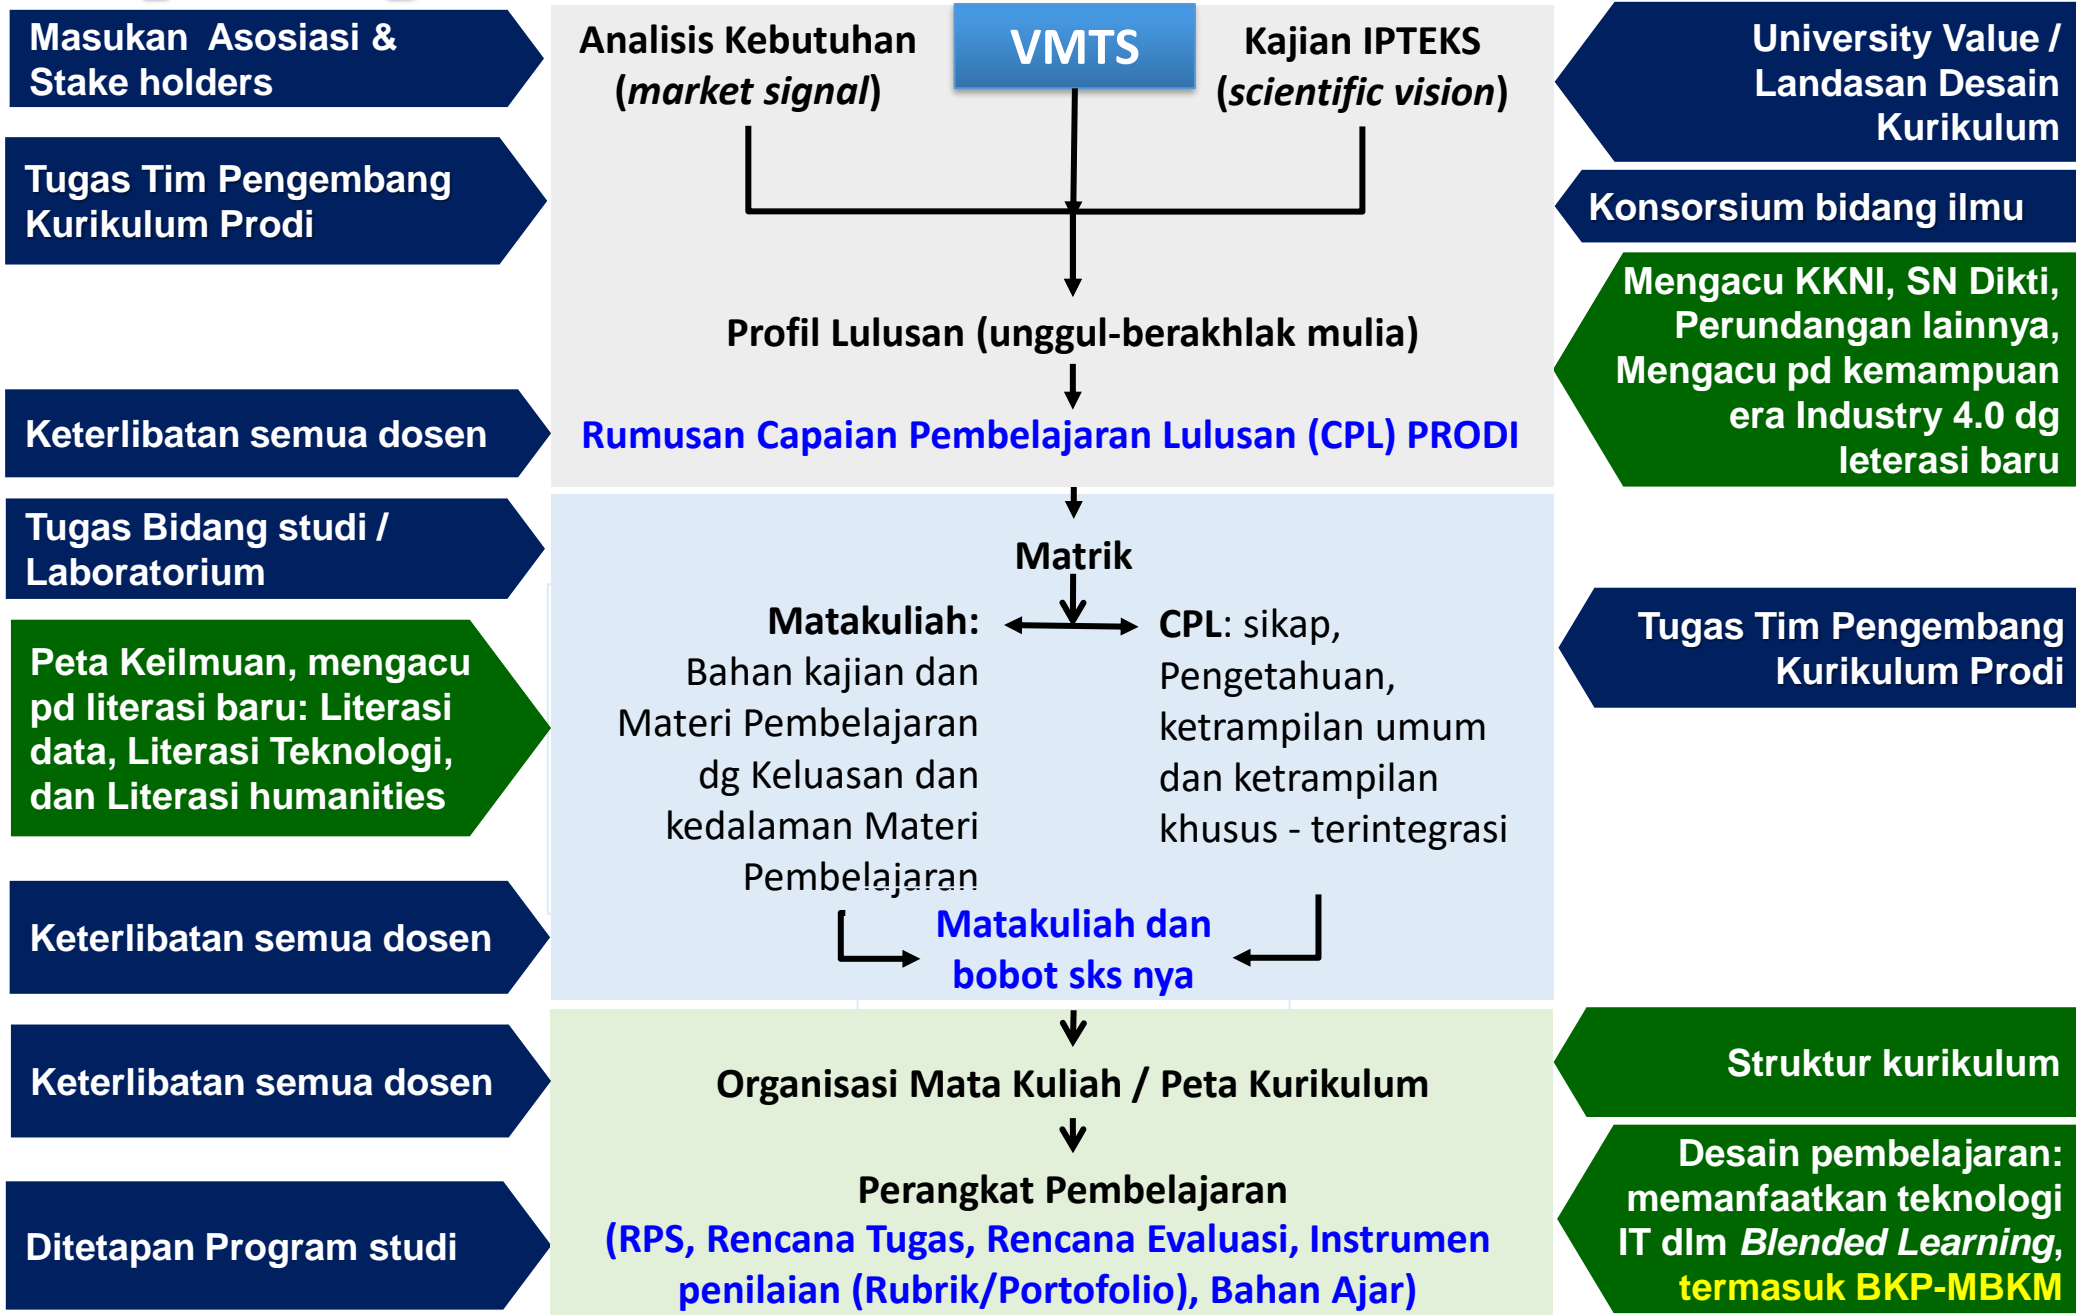 Masukan Asosiasi &
Stake holders
Tugas Tim Pengembang
Kurikulum Prodi
Keterlibatan semua dosen
Tugas Bidang studi /
Laboratorium
Peta Keilmuan, mengacu
pd literasi baru: Literasi
data, Literasi Teknologi,
dan Literasi humanities
Keterlibatan semua dosen
Keterlibatan semua dosen
Ditetapan Program studi
Analisis Kebutuhan
(market signal)
VMTS
Kajian IPTEKS
(scientific vision)
Profil Lulusan (unggul-berakhlak mulia)
Rumusan Capaian Pembelajaran Lulusan (CPL) PRODI
Matrik
Matakuliah:
Bahan kajian dan
Materi Pembelajaran
dg Keluasan dan
kedalaman Materi
Pembelajaran
CPL: sikap,
Pengetahuan,
ketrampilan umum
dan ketrampilan
khusus - terintegrasi
Matakuliah dan
bobot sks nya
Organisasi Mata Kuliah / Peta Kurikulum
Perangkat Pembelajaran
(RPS, Rencana Tugas, Rencana Evaluasi, Instrumen
penilaian (Rubrik/Portofolio), Bahan Ajar)
University Value /
Landasan Desain
Kurikulum
Konsorsium bidang ilmu
Mengacu KKNI, SN Dikti,
Perundangan lainnya,
Mengacu pd kemampuan
era Industry 4.0 dg
leterasi baru
Tugas Tim Pengembang
Kurikulum Prodi
Struktur kurikulum
Desain pembelajaran:
memanfaatkan teknologi
IT dlm Blended Learning,
termasuk BKP-MBKM